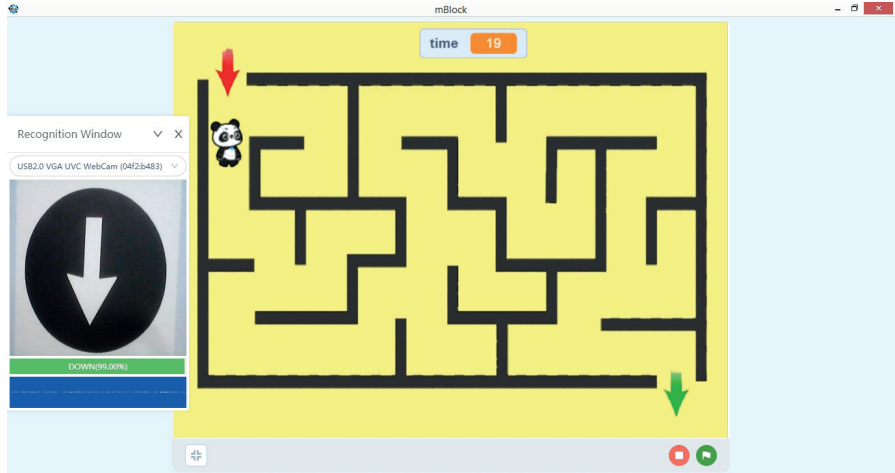 mBlock
time 19
Recognition Window
USB2.0 VGA UVC WebCam (04f2:b483)
DOWN(99.00%)